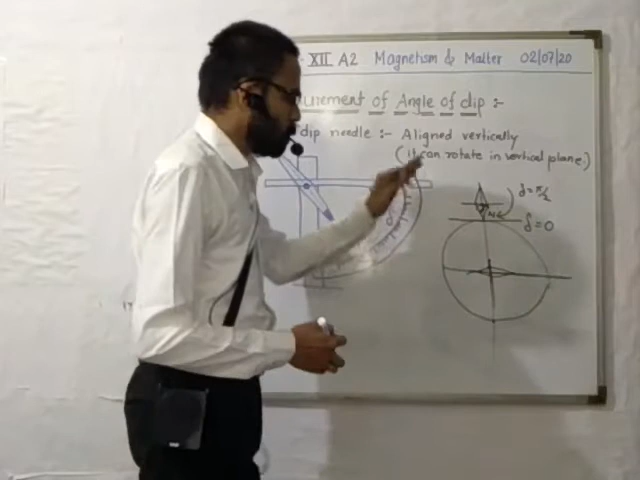 XII A2 Magnetism & Matter 02/07/20
urement of Angle of dip :-
dip needle :- Aligned vertically
(it can rotate in vertical plane)
δ = π/2
δ = 0